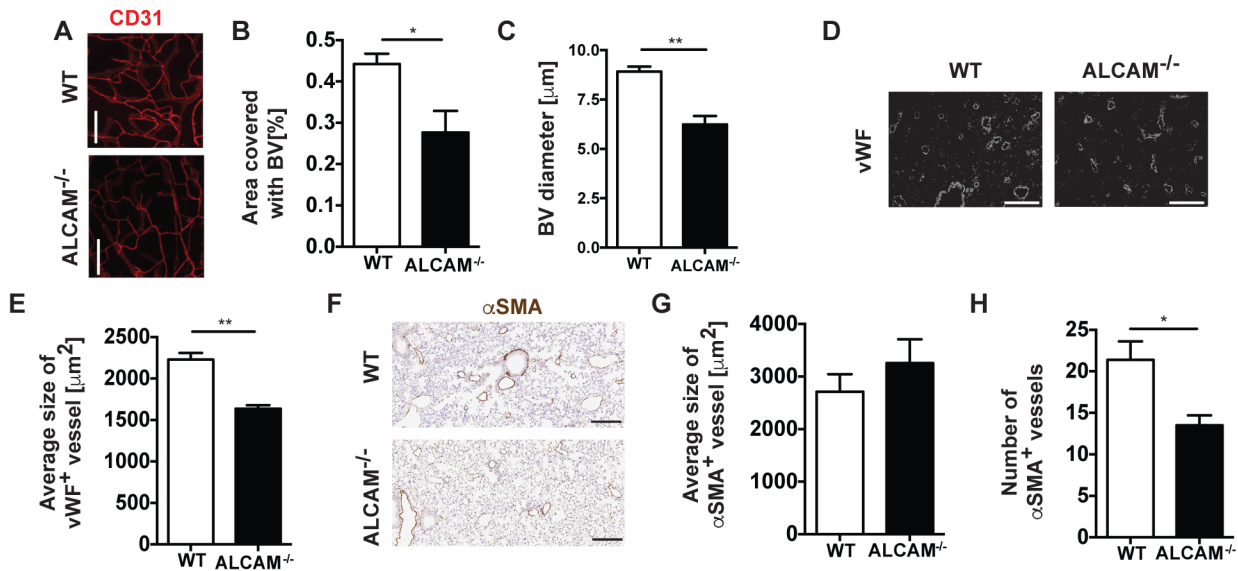 A
CD31
WT
ALCAM-/-
B
Area covered
with BV[%]
0.5
0.4
0.3
0.2
0.1
0.0
*
WT
ALCAM-/-
C
BV diameter [μm]
10.0
7.5
5.0
2.5
0.0
**
WT
ALCAM-/-
D
WT
ALCAM-/-
vWF
E
Average size of
vWF+ vessel [μm2]
2500
2000
1500
1000
500
0
**
WT
ALCAM-/-
F
αSMA
WT
ALCAM-/-
G
Average size of
αSMA+ vessel [μm2]
4000
3000
2000
1000
0
WT
ALCAM-/-
H
Number of
αSMA+ vessels
25
20
15
10
5
0
*
WT
ALCAM-/-